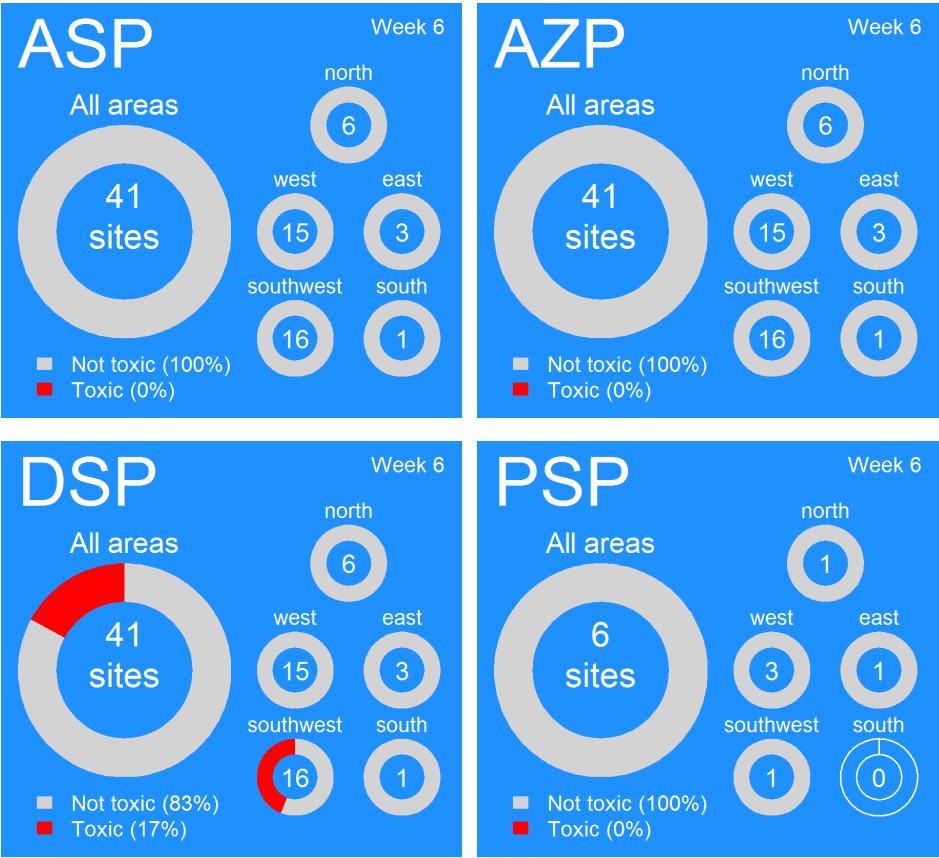 ASP
Week 6
north
All areas
6
41
sites
west
east
15
3
southwest
south
16
1
Not toxic (100%)
Toxic (0%)
AZP
Week 6
north
All areas
6
41
sites
west
east
15
3
southwest
south
16
1
Not toxic (100%)
Toxic (0%)
DSP
Week 6
north
All areas
6
41
sites
west
east
15
3
southwest
south
16
1
Not toxic (83%)
Toxic (17%)
PSP
Week 6
north
All areas
1
6
sites
west
east
3
1
southwest
south
1
0
Not toxic (100%)
Toxic (0%)